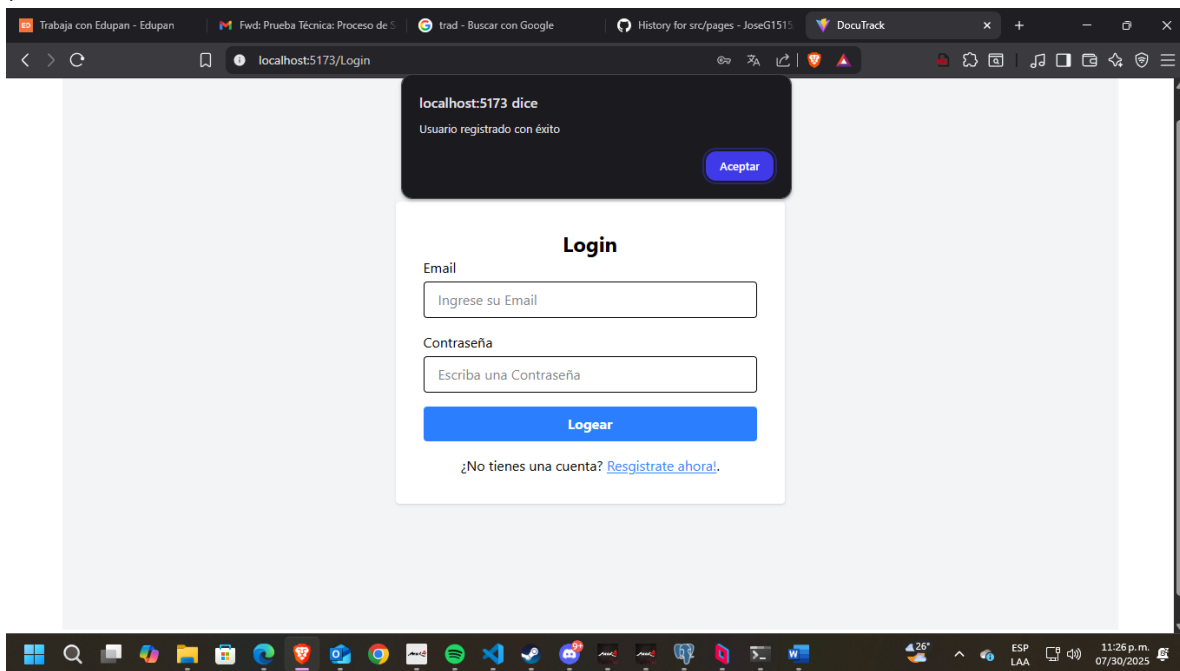 ED Trabaja con Edupan - Edupan
Fwd: Prueba Técnica: Proceso de S
trad - Buscar con Google
History for src/pages - JoseG1515
DocuTrack
localhost:5173/Login
localhost:5173 dice
Usuario registrado con éxito
Aceptar
Login
Email
Ingrese su Email
Contraseña
Escriba una Contraseña
Logear
¿No tienes una cuenta? Resgistrate ahora!.
26°
ESP
LAA
11:26 p.m.
07/30/2025